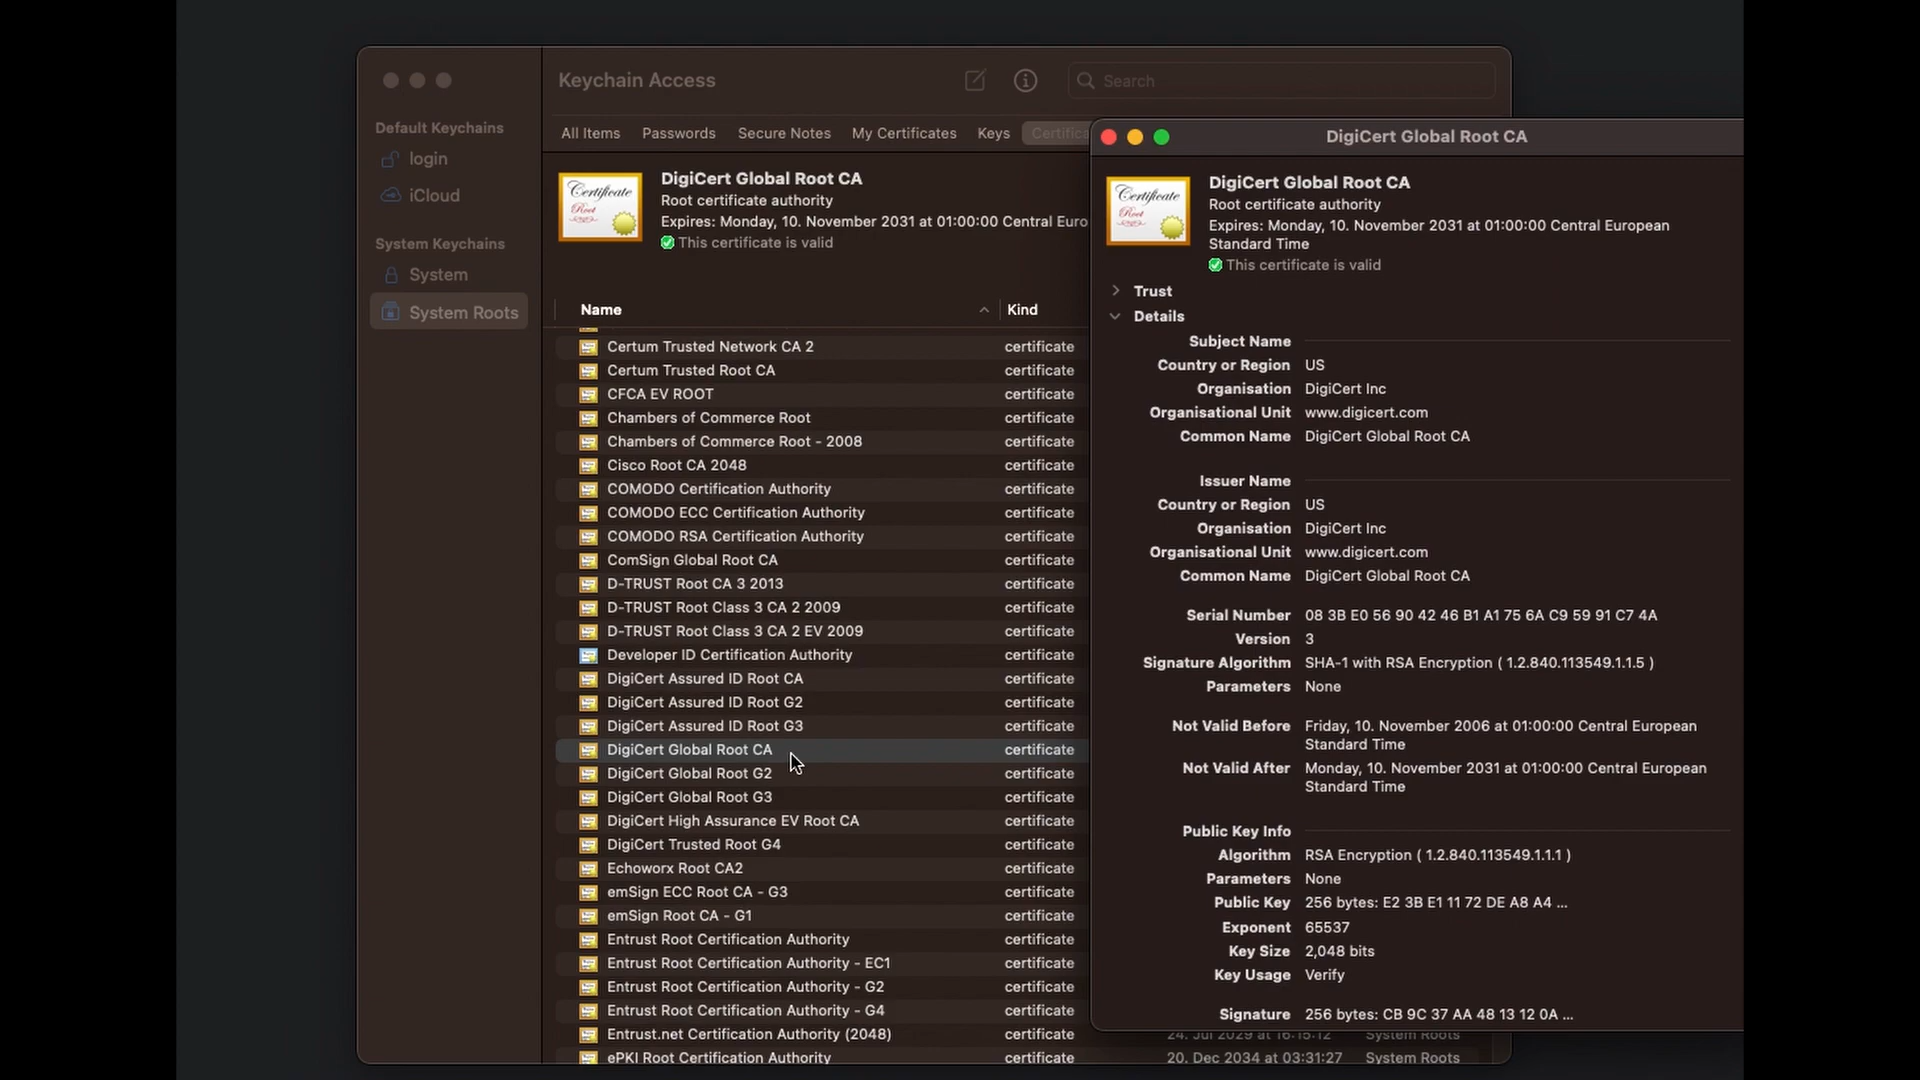 Keychain Access
Search
Default Keychains
login
iCloud
System Keychains
System
System Roots
All Items
Passwords
Secure Notes
My Certificates
Keys
Certifica
DigiCert Global Root CA
Root certificate authority
Expires: Monday, 10. November 2031 at 01:00:00 Central Euro
This certificate is valid
Name
Kind
Certum Trusted Network CA 2 certificate
Certum Trusted Root CA certificate
CFCA EV ROOT certificate
Chambers of Commerce Root certificate
Chambers of Commerce Root - 2008 certificate
Cisco Root CA 2048 certificate
COMODO Certification Authority certificate
COMODO ECC Certification Authority certificate
COMODO RSA Certification Authority certificate
ComSign Global Root CA certificate
D-TRUST Root CA 3 2013 certificate
D-TRUST Root Class 3 CA 2 2009 certificate
D-TRUST Root Class 3 CA 2 EV 2009 certificate
Developer ID Certification Authority certificate
DigiCert Assured ID Root CA certificate
DigiCert Assured ID Root G2 certificate
DigiCert Assured ID Root G3 certificate
DigiCert Global Root CA certificate
DigiCert Global Root G2 certificate
DigiCert Global Root G3 certificate
DigiCert High Assurance EV Root CA certificate
DigiCert Trusted Root G4 certificate
Echoworx Root CA2 certificate
emSign ECC Root CA - G3 certificate
emSign Root CA - G1 certificate
Entrust Root Certification Authority certificate
Entrust Root Certification Authority - EC1 certificate
Entrust Root Certification Authority - G2 certificate
Entrust Root Certification Authority - G4 certificate
Entrust.net Certification Authority (2048) certificate 24. Jul 2029 at 16:15:12 System Roots
ePKI Root Certification Authority certificate 20. Dec 2034 at 03:31:27 System Roots
DigiCert Global Root CA
DigiCert Global Root CA
Root certificate authority
Expires: Monday, 10. November 2031 at 01:00:00 Central European
Standard Time
This certificate is valid
Trust
Details
Subject Name
Country or Region US
Organisation DigiCert Inc
Organisational Unit www.digicert.com
Common Name DigiCert Global Root CA
Issuer Name
Country or Region US
Organisation DigiCert Inc
Organisational Unit www.digicert.com
Common Name DigiCert Global Root CA
Serial Number 08 3B E0 56 90 42 46 B1 A1 75 6A C9 59 91 C7 4A
Version 3
Signature Algorithm SHA-1 with RSA Encryption ( 1.2.840.113549.1.1.5 )
Parameters None
Not Valid Before Friday, 10. November 2006 at 01:00:00 Central European
Standard Time
Not Valid After Monday, 10. November 2031 at 01:00:00 Central European
Standard Time
Public Key Info
Algorithm RSA Encryption ( 1.2.840.113549.1.1.1 )
Parameters None
Public Key 256 bytes: E2 3B E1 11 72 DE A8 A4 ...
Exponent 65537
Key Size 2,048 bits
Key Usage Verify
Signature 256 bytes: CB 9C 37 AA 48 13 12 0A ...